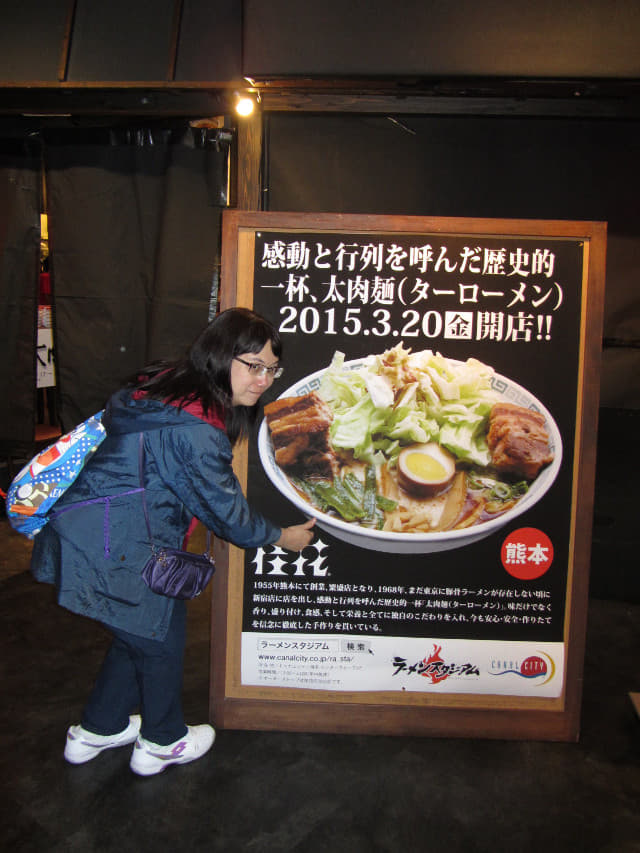 感動と行列を呼んだ歴史的
一杯、太肉麺（ターローメン）
2015.3.20金開店!!
桂花
熊本
1955年熊本にて創業、繁盛店となり、1968年、まだ東京に豚骨ラーメンが存在しない頃に
新宿店に店を出し、感動と行列を呼んだ歴史的一杯「太肉麺（ターローメン）」。味だけでなく
香り、盛り付け、食感、そして栄養と全てに独自のこだわりを入れ、今も安心・安全・作りたて
を信念に徹底した手作りを貫いている。
ラーメンスタジアム 検索
www.canalcity.co.jp/ra_sta/
ラーメンスタジアム
CANAL CITY